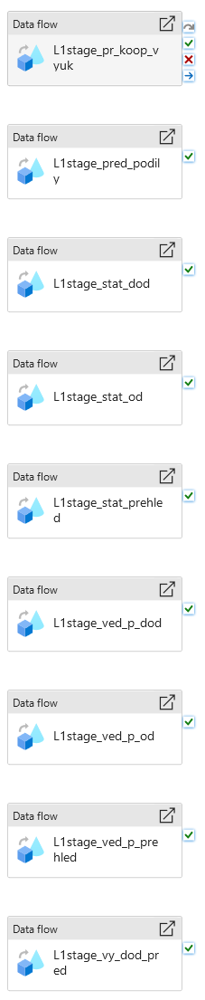 Data flow
L1stage_pr_koop_v
yuk
Data flow
L1stage_pred_podil
y
Data flow
L1stage_stat_dod
Data flow
L1stage_stat_od
Data flow
L1stage_stat_prehle
d
Data flow
L1stage_ved_p_dod
Data flow
L1stage_ved_p_od
Data flow
L1stage_ved_p_pre
hled
Data flow
L1stage_vy_dod_pr
ed